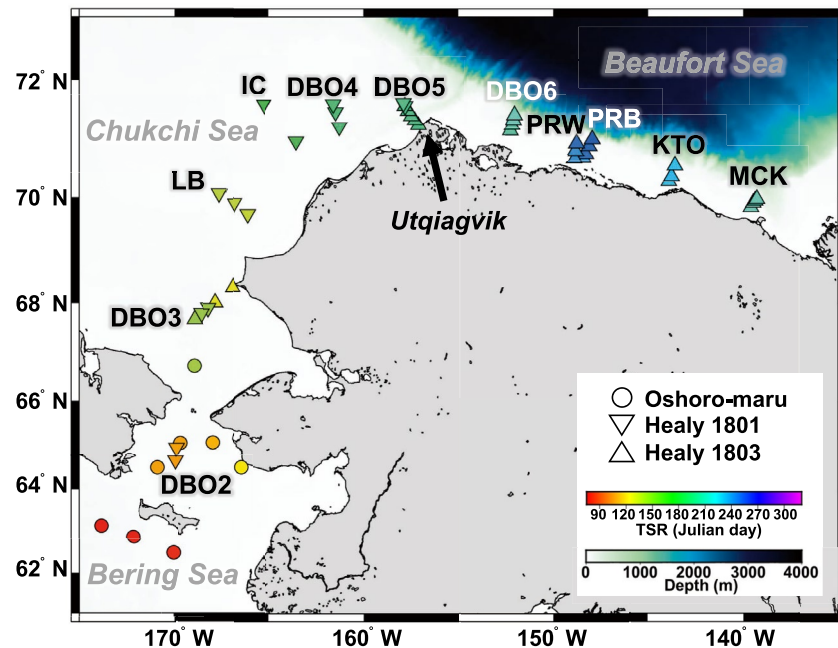 72° N
70° N
68° N
66° N
64° N
62° N
170° W
160° W
150° W
140° W
Beaufort Sea
IC
DBO4
DBO5
DBO6
PRW
PRB
Chukchi Sea
KTO
LB
MCK
Utqiagvik
DBO3
DBO2
Bering Sea
Oshoro-maru
Healy 1801
Healy 1803
90 120 150 180 210 240 270 300
TSR (Julian day)
0 1000 2000 3000 4000
Depth (m)